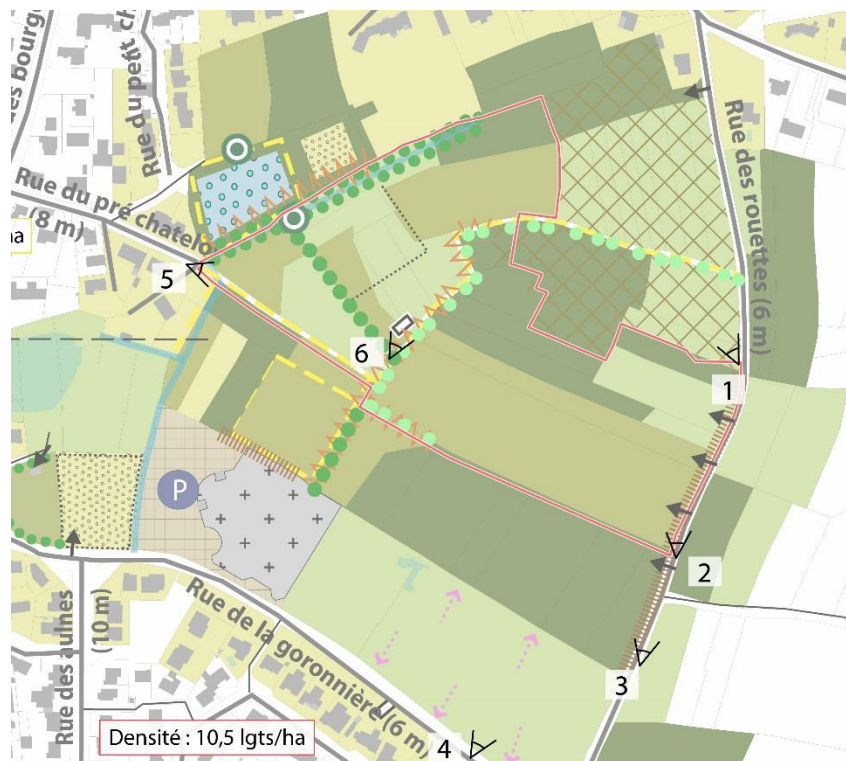 des bourg
Rue du petit ch
Rue du pré chatelo
(8 m)
ha
Rue des rouettes (6 m)
5
6
1
P
2
Rue des aulnes
(10 m)
Rue de la goronnière (6 m)
3
4
Densité : 10,5 lgts/ha